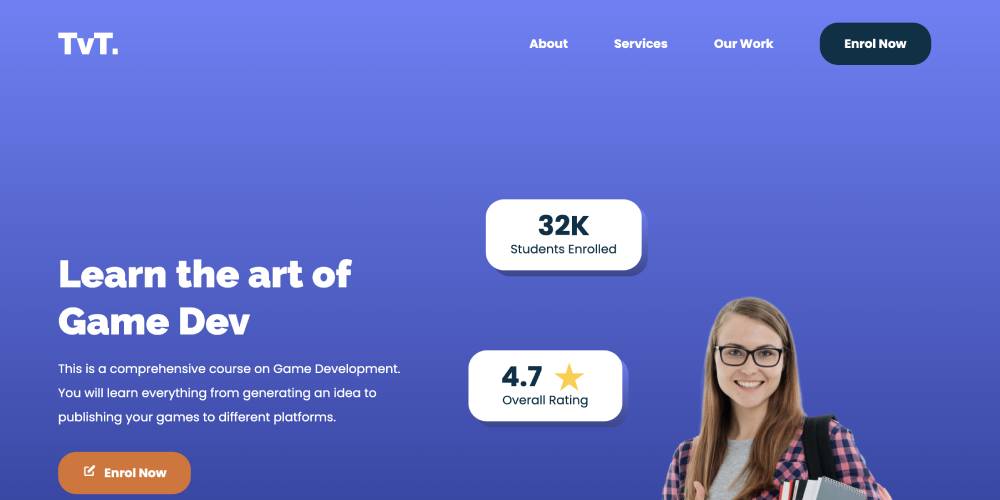 TvT.
About
Services
Our Work
Enrol Now
32K
Students Enrolled
Learn the art of
Game Dev
4.7
Overall Rating
This is a comprehensive course on Game Development.
You will learn everything from generating an idea to
publishing your games to different platforms.
Enrol Now